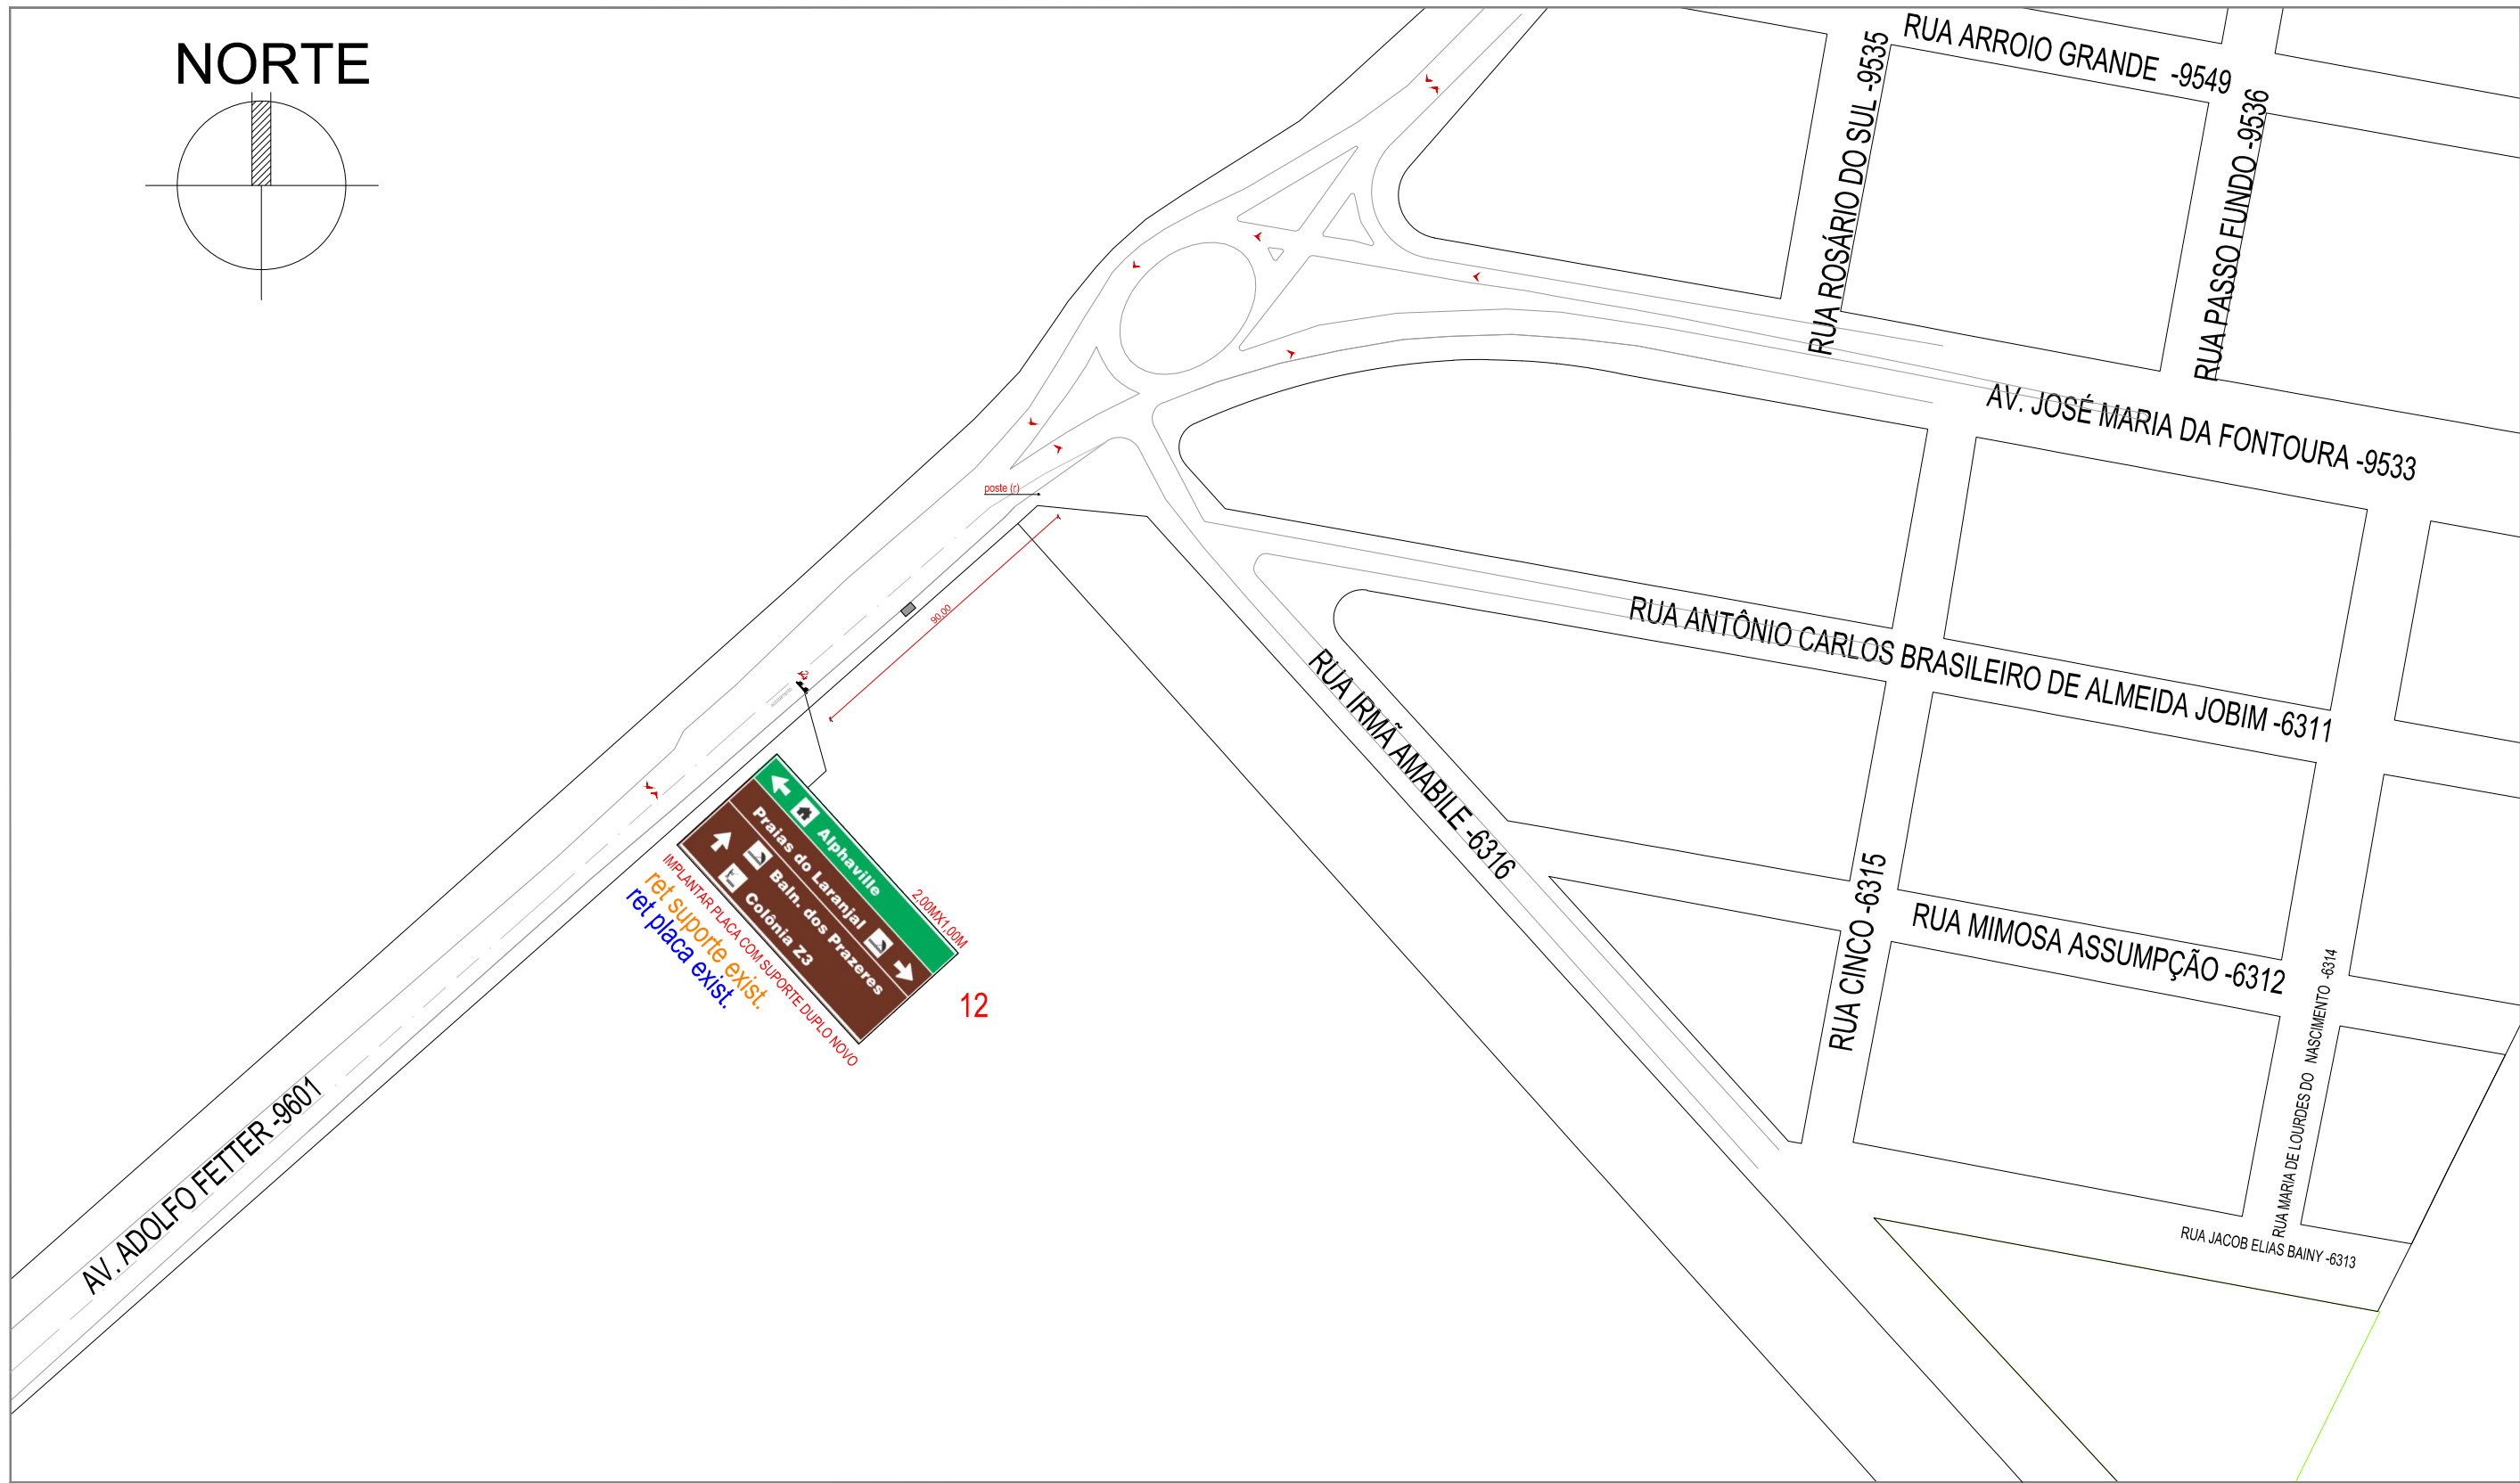 NORTE
RUA ARROIO GRANDE -9549
RUA ROSÁRIO DO SUL -9535
RUA PASSO FUNDO -9536
AV. JOSÉ MARIA DA FONTOURA -9533
poste (r)
90,00
RUA ANTÔNIO CARLOS BRASILEIRO DE ALMEIDA JOBIM -6311
RUA IRMÃ AMABILE -6316
RUA CINCO -6315
RUA MIMOSA ASSUMPÇÃO -6312
RUA MARIA DE LOURDES DO NASCIMENTO -6314
RUA JACOB ELIAS BAINY -6313
Alphaville
Praias do Laranjal
Baln. dos Prazeres
Colônia Z3
2,00MX1,00M
IMPLANTAR PLACA COM SUPORTE DUPLO NOVO
ret suporte exist.
ret placa exist.
12
AV. ADOLFO FETTER -9601